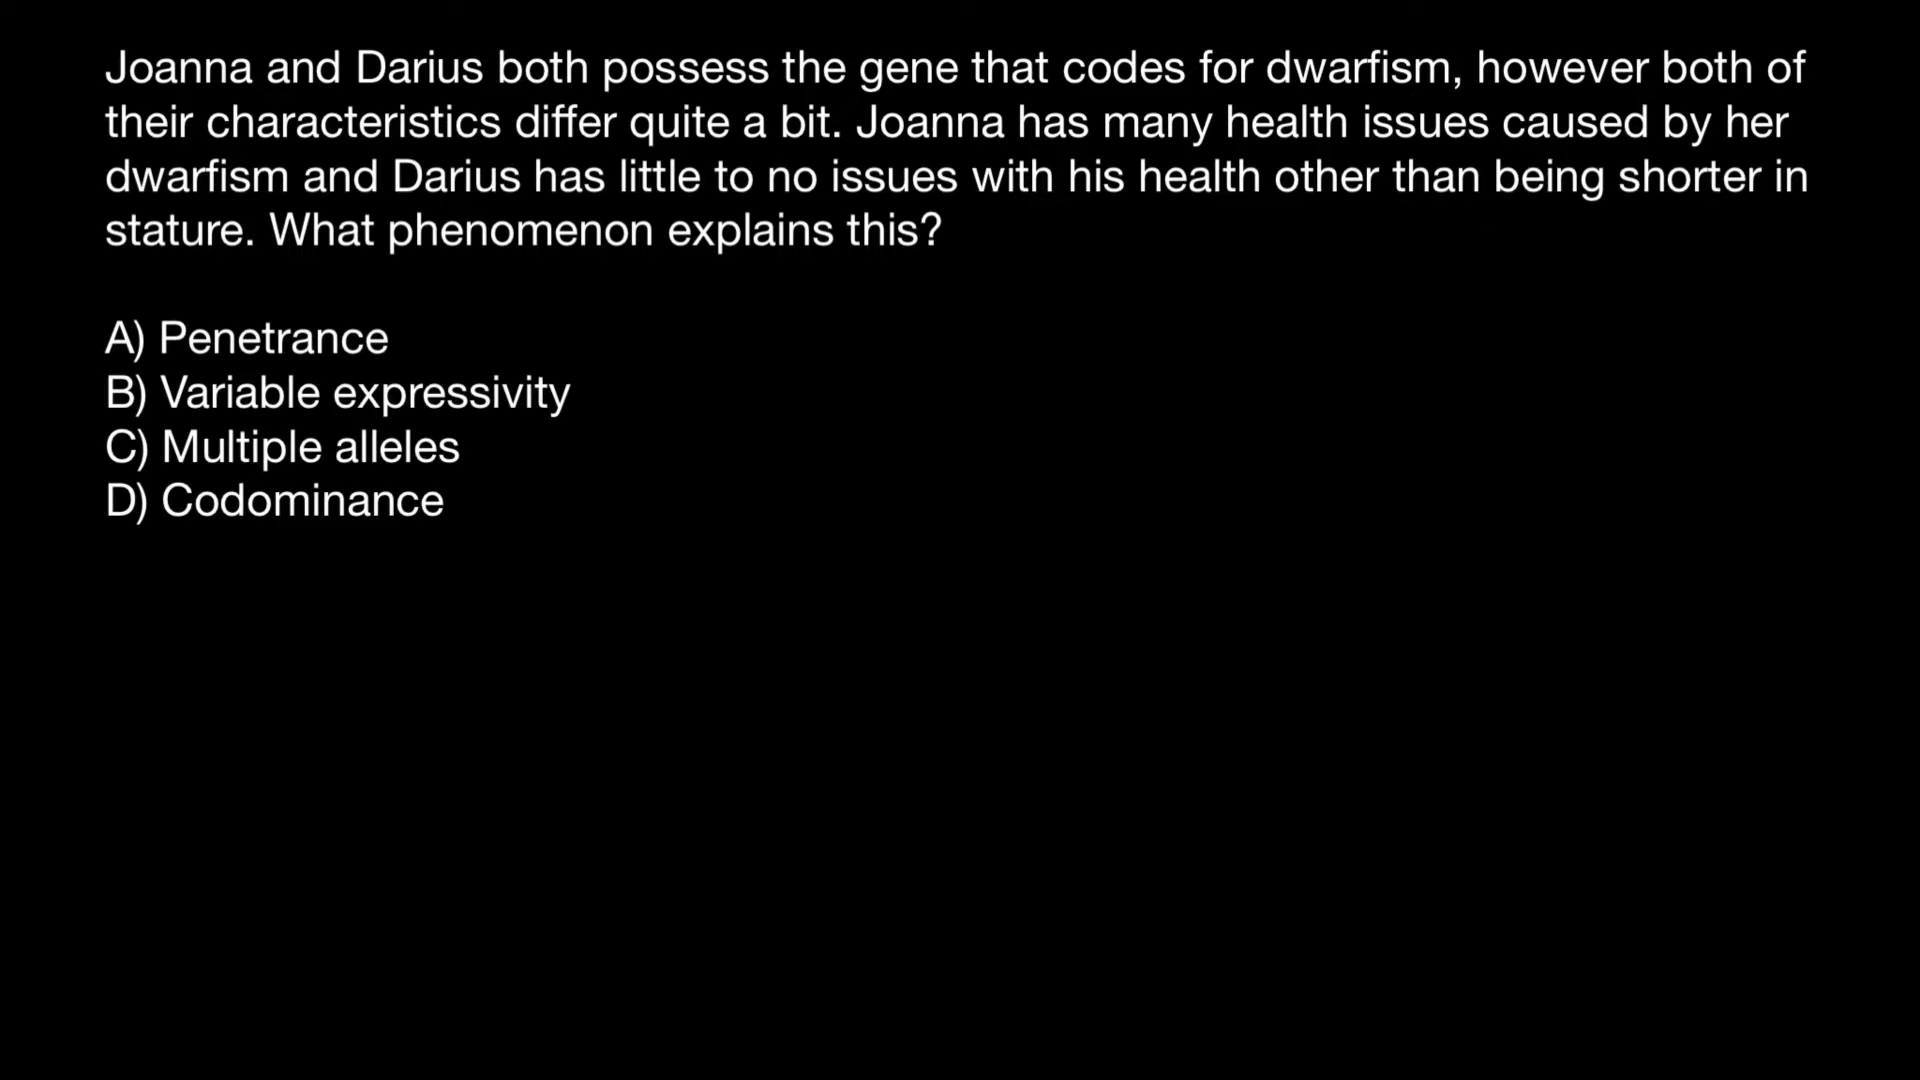 Joanna and Darius both possess the gene that codes for dwarfism, however both of
their characteristics differ quite a bit. Joanna has many health issues caused by her
dwarfism and Darius has little to no issues with his health other than being shorter in
stature. What phenomenon explains this?
A) Penetrance
B) Variable expressivity
C) Multiple alleles
D) Codominance